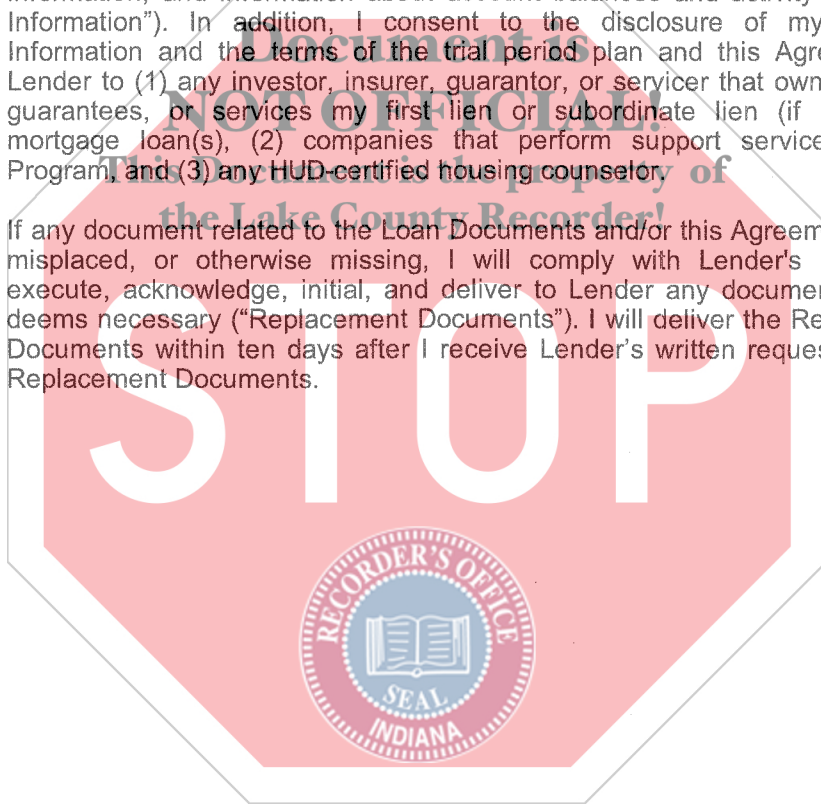 Information"). In addition, I consent to the disclosure of my
Information and the terms of the trial period plan and this Agre
Lender to (1) any investor, insurer, guarantor, or servicer that own
guarantees, or services my first lien or subordinate lien (if
mortgage loan(s), (2) companies that perform support service
Program, and (3) any HUD-certified housing counselor.
If any document related to the Loan Documents and/or this Agreem
misplaced, or otherwise missing, I will comply with Lender's
execute, acknowledge, initial, and deliver to Lender any documen
deems necessary ("Replacement Documents"). I will deliver the Re
Documents within ten days after I receive Lender's written reques
Replacement Documents.
Document is
NOT OFFICIAL!
This Document is the property of
the Lake County Recorder!
STOP
RECORDER'S OFFICE
SEAL
INDIANA